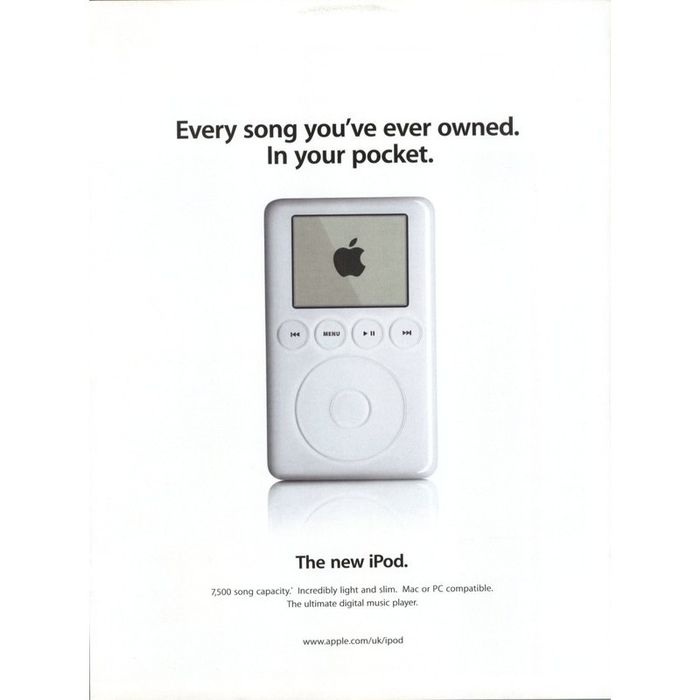 Every song you've ever owned.
In your pocket.
MENU
The new iPod.
7,500 song capacity.* Incredibly light and slim. Mac or PC compatible.
The ultimate digital music player.
www.apple.com/uk/ipod